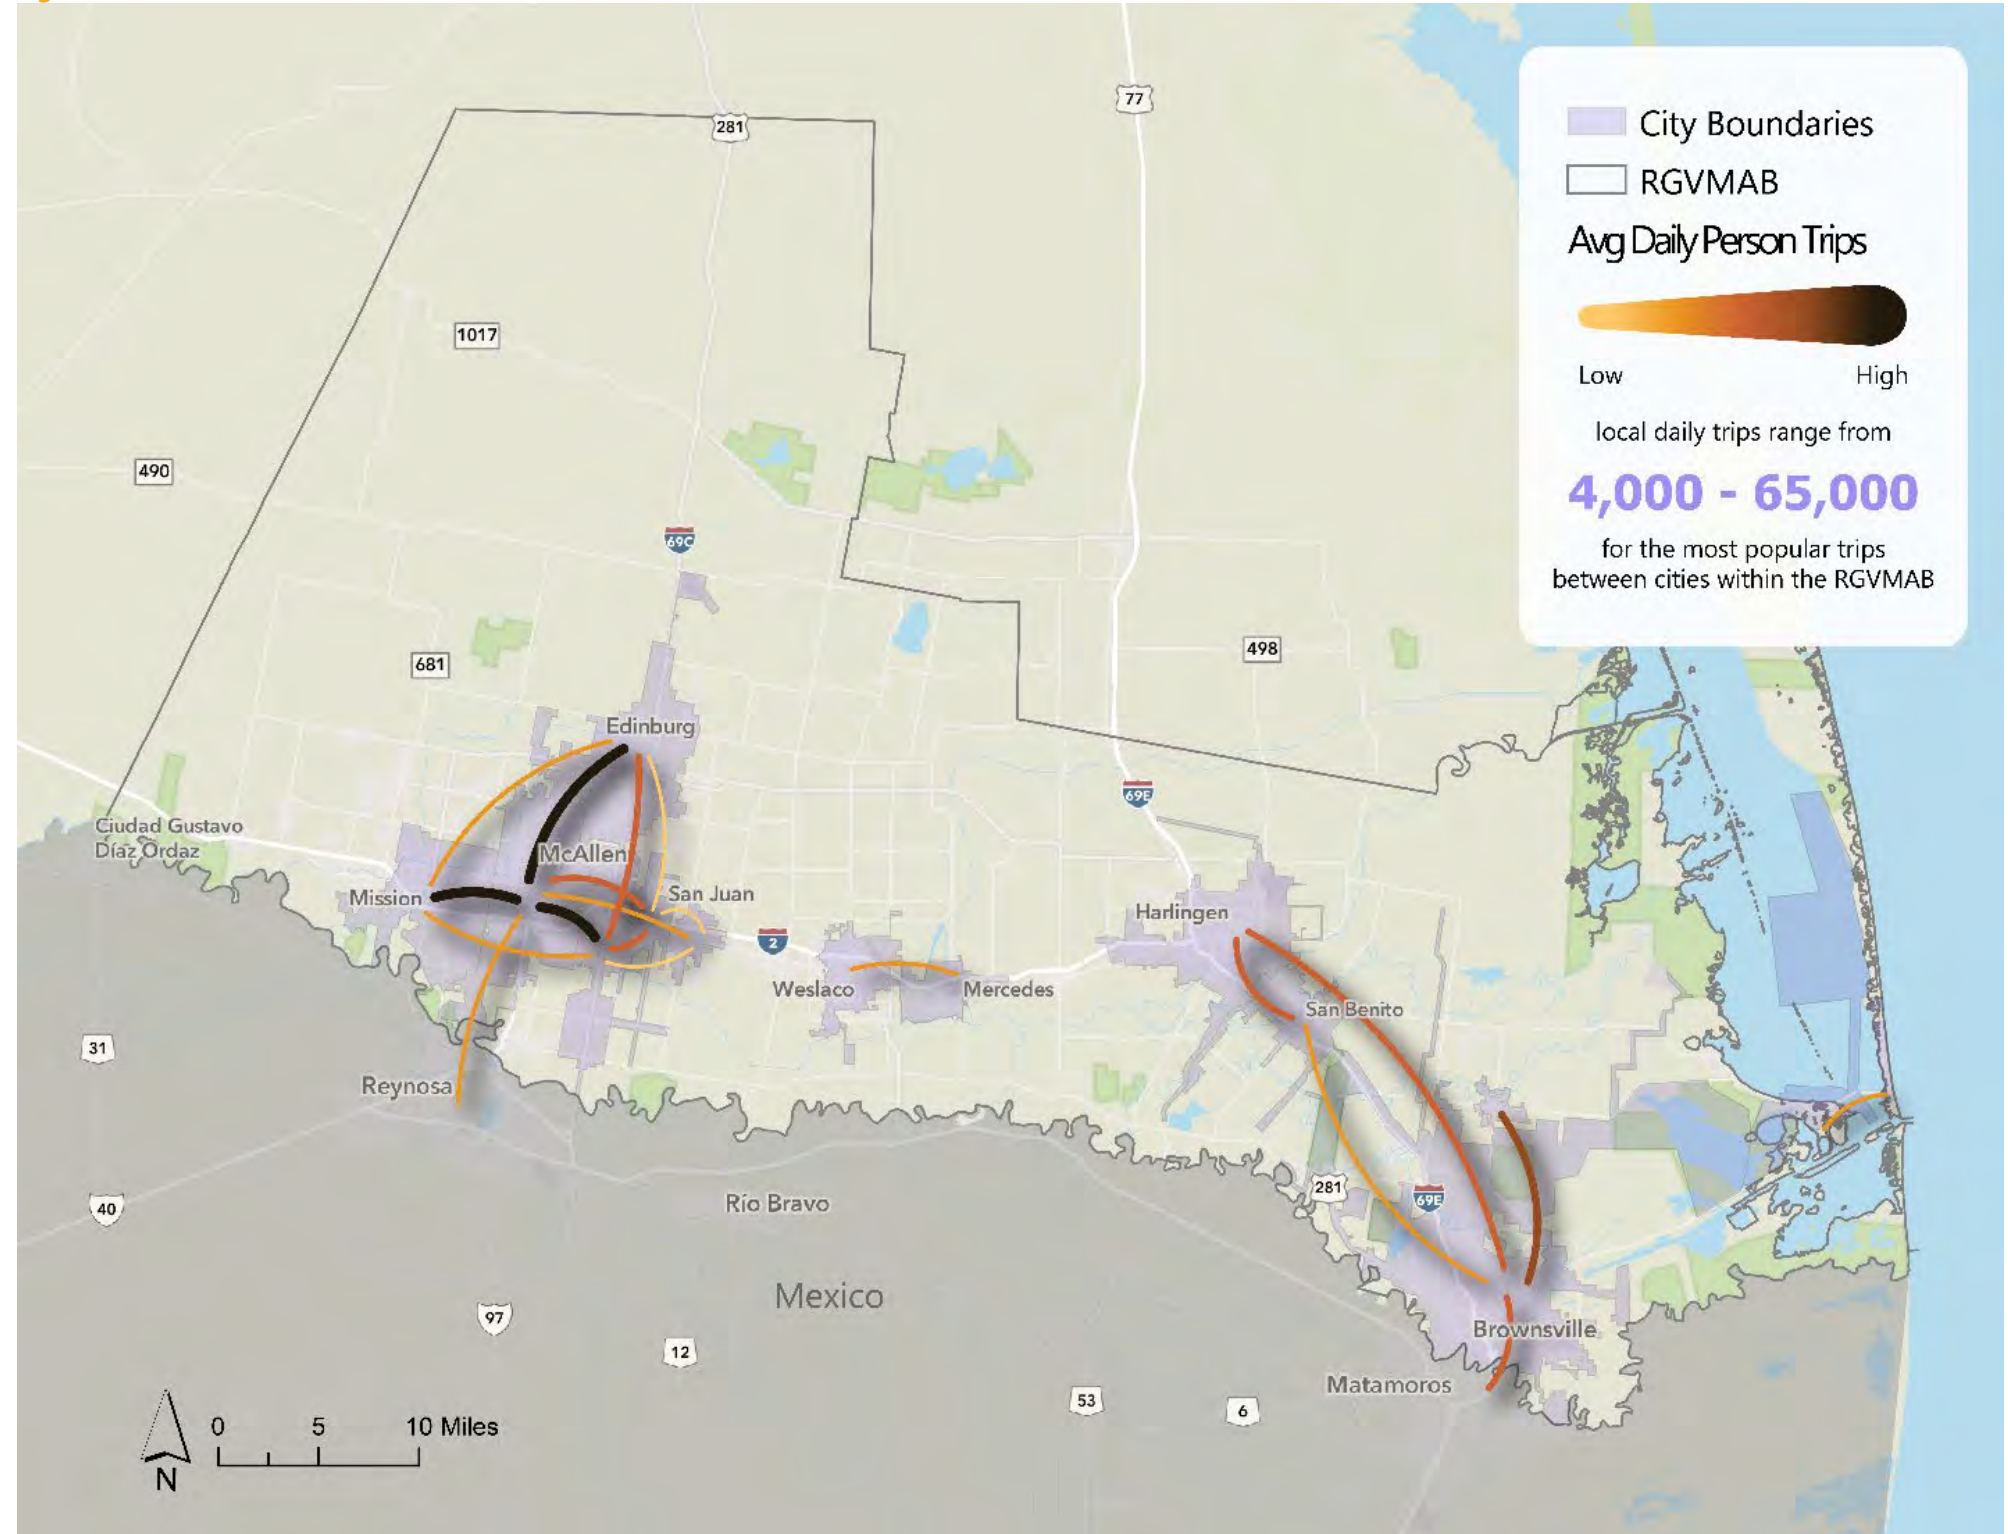 281
77
City Boundaries
RGVMAB
Avg Daily Person Trips
Low
High
local daily trips range from
4,000 - 65,000
for the most popular trips
between cities within the RGVMAB
1017
490
69C
681
498
Edinburg
69E
Ciudad Gustavo
Díaz Ordaz
McAllen
Mission
San Juan
2
Harlingen
Weslaco
Mercedes
San Benito
31
Reynosa
281
69E
40
Río Bravo
Mexico
97
12
Brownsville
Matamoros
53
6
0 5 10 Miles
N